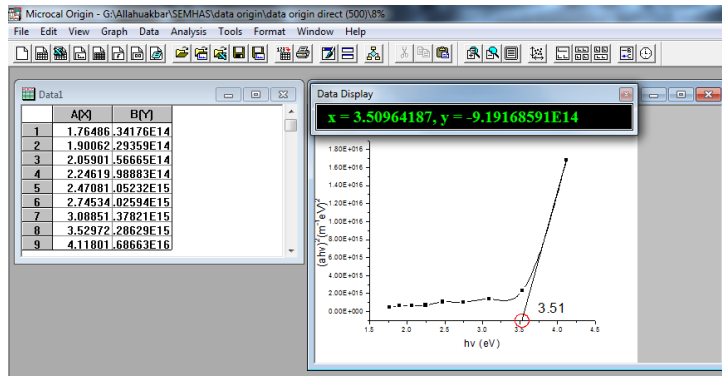 Microcal Origin - G:\Allahuakbar\SEMHAS\data origin\data origin direct (500)\8%
File Edit View Graph Data Analysis Tools Format Window Help
Data1
A[X] B[Y]
1 1.76486 .34176E14
2 1.90062 .29359E14
3 2.05901 .56665E14
4 2.24619 .98883E14
5 2.47081 .05232E15
6 2.74534 .02594E15
7 3.08851 .37821E15
8 3.52972 .28629E15
9 4.11801 .68663E16
Data Display
x = 3.50964187, y = -9.19168591E14
1.80E+016
1.60E+016
1.40E+016
1.20E+016
1.00E+016
8.00E+015
6.00E+015
4.00E+015
2.00E+015
0.00E+000
(ahv)²(m⁻¹eV)²
3.51
1.5 2.0 2.5 3.0 3.5 4.0 4.5
hv (eV)